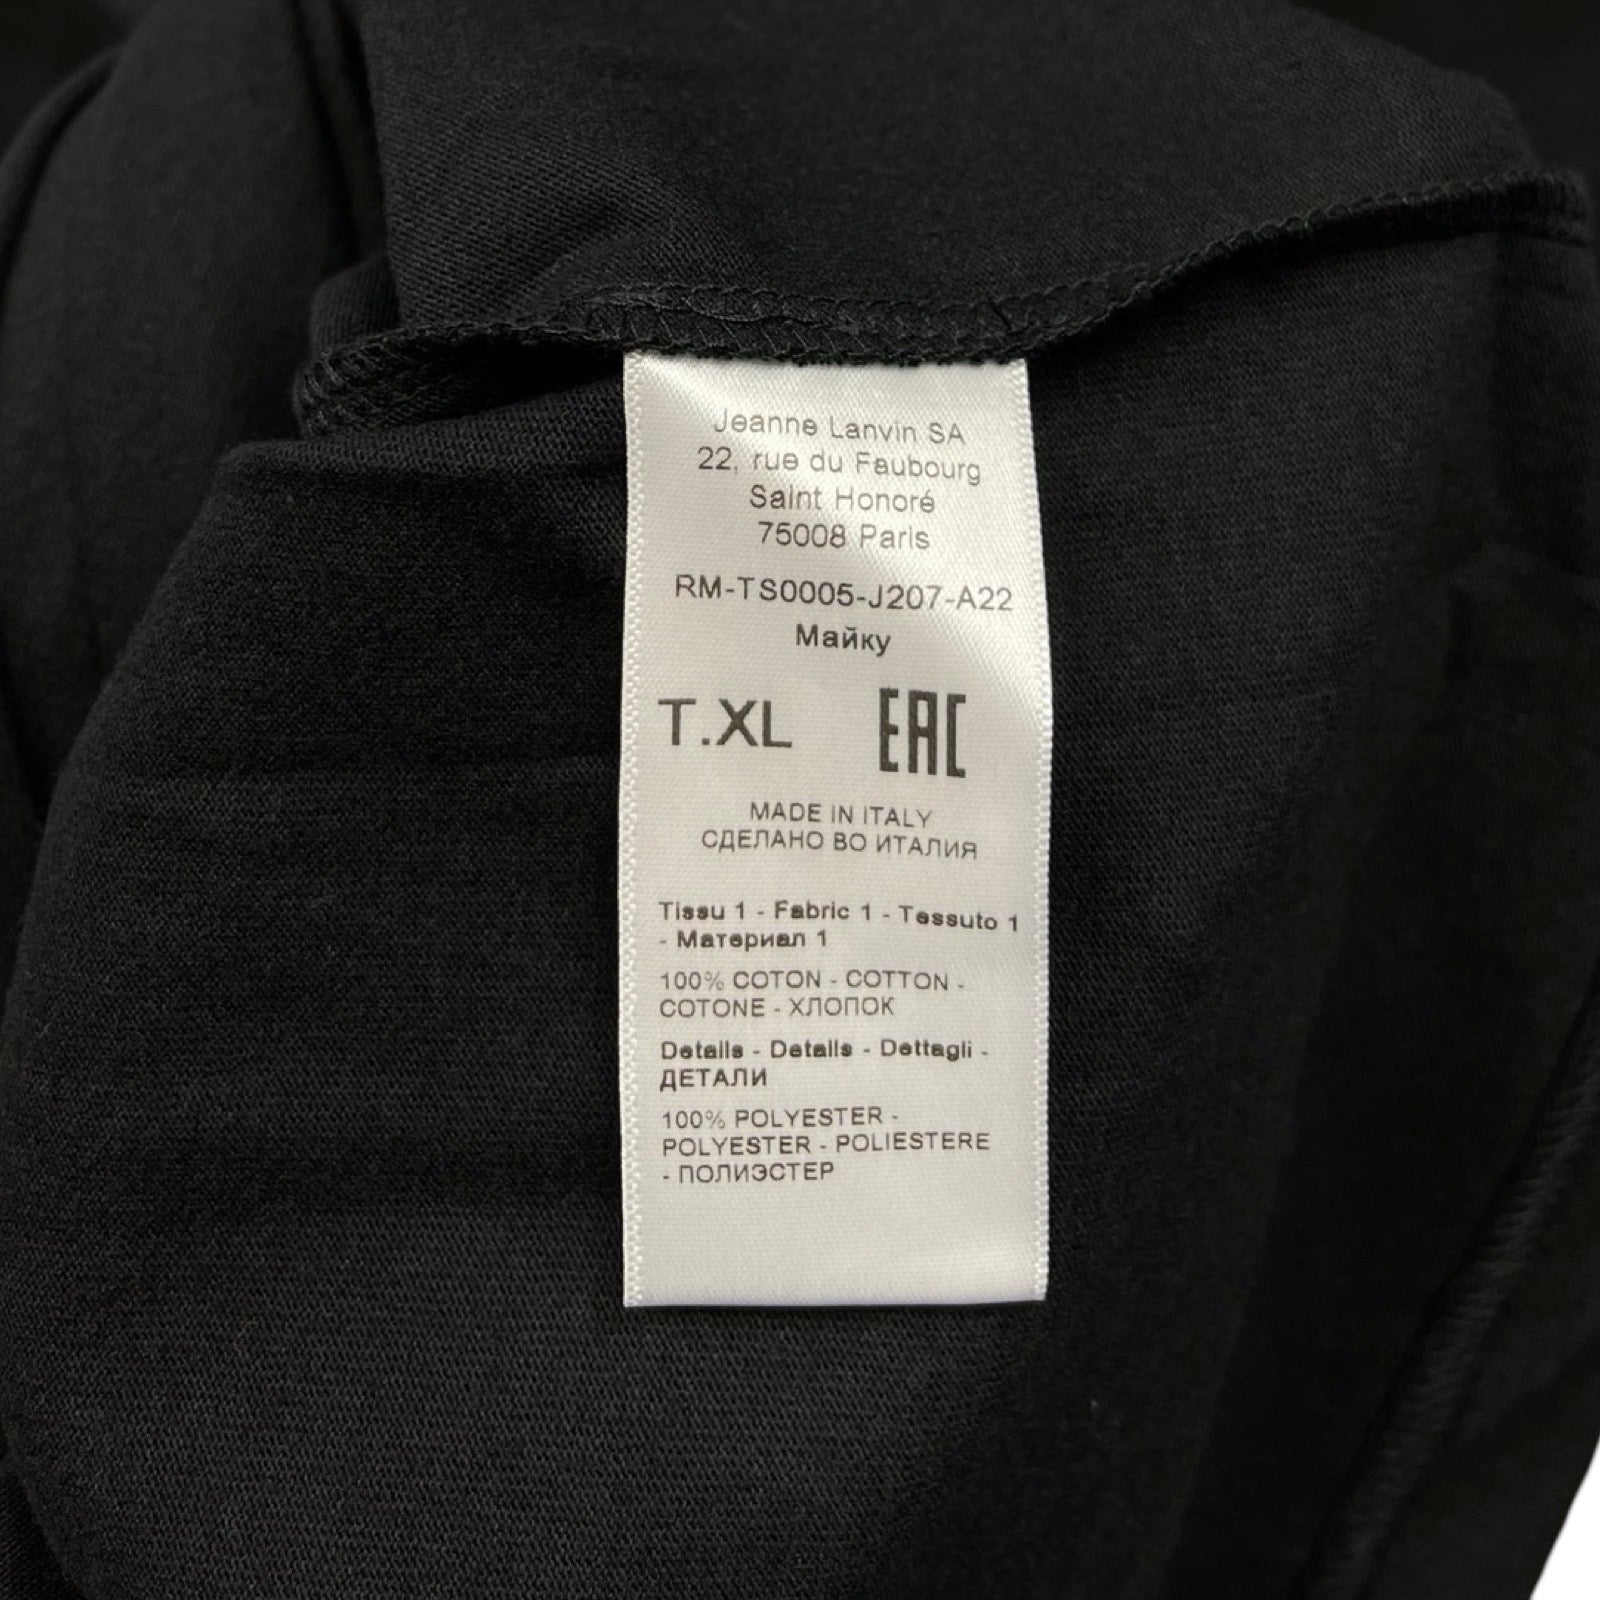 Jeanne Lanvin SA
22, rue du Faubourg
Saint Honoré
75008 Paris
RM-TS0005-J207-A22
Майку
T.XL EAC
MADE IN ITALY
СДЕЛАНО ВО ИТАЛИЯ
Tissu 1 - Fabric 1 - Tessuto 1
- Материал 1
100% COTON - COTTON -
COTONE - ХЛОПОК
Details - Details - Dettagli -
ДЕТАЛИ
100% POLYESTER -
POLYESTER - POLIESTERE
- ПОЛИЭСТЕР